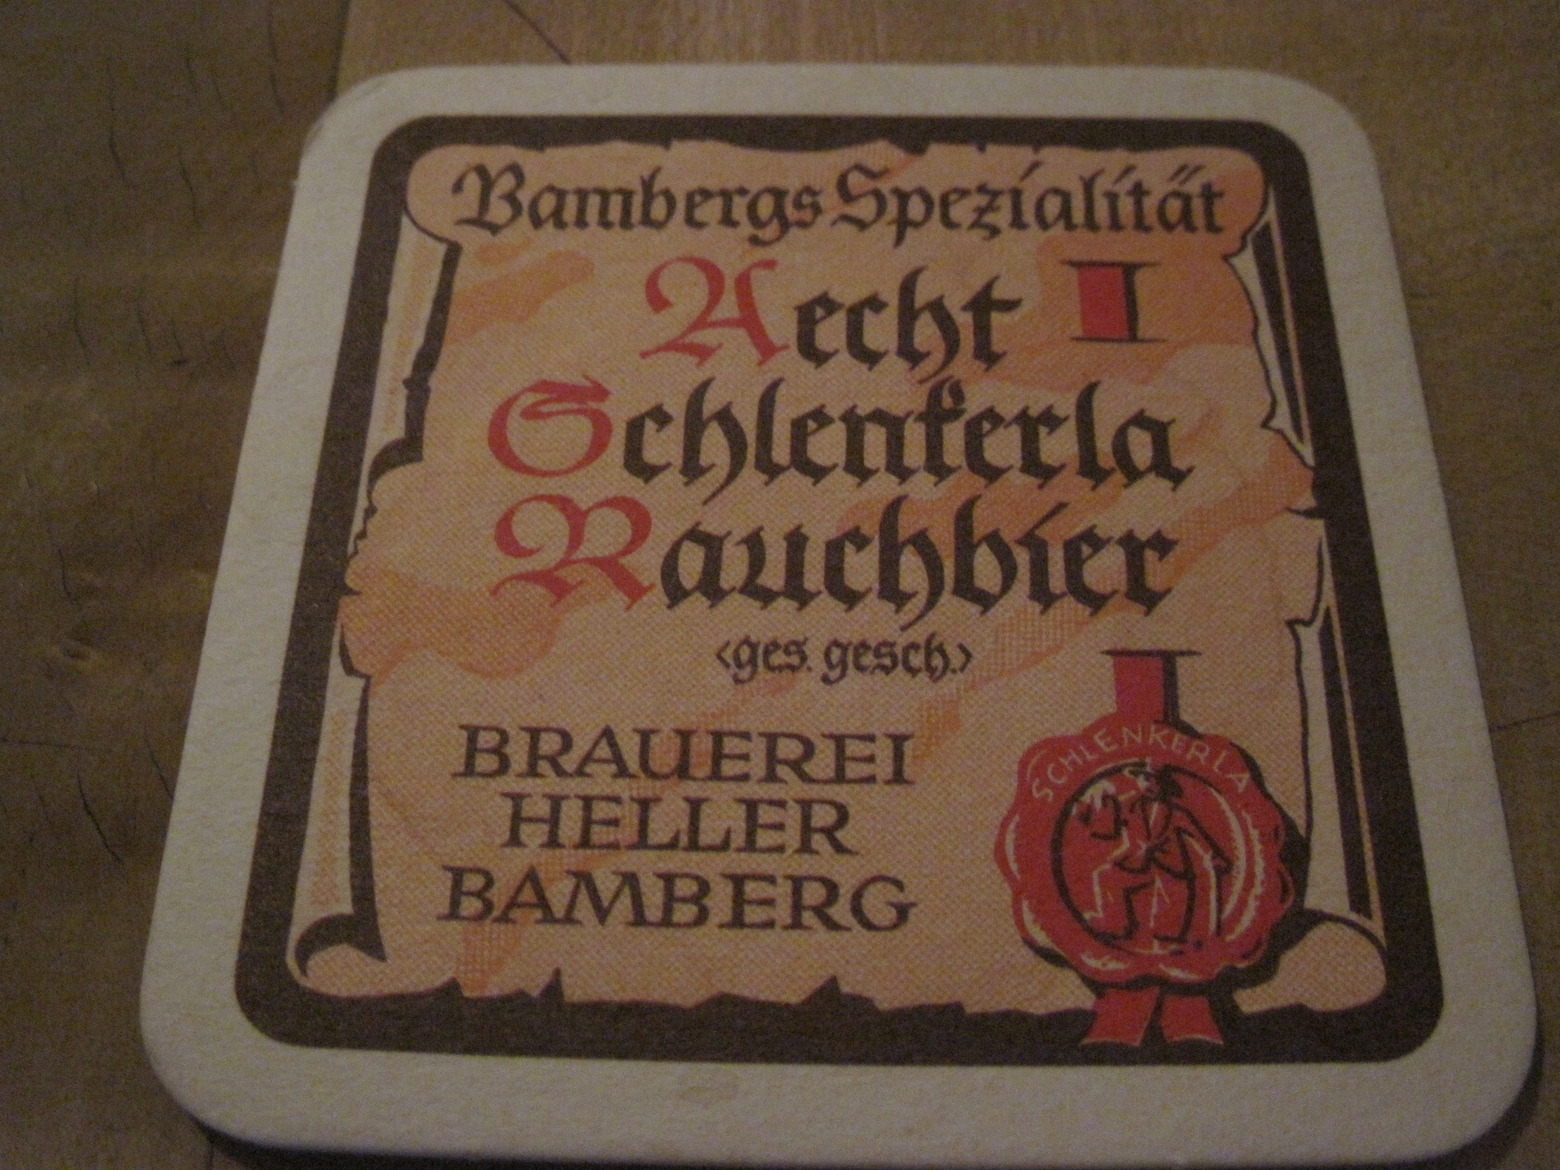 Bambergs Spezialität
Aecht
Schlenkerla
Rauchbier
<ges. gesch.>
BRAUEREI
HELLER
BAMBERG
SCHLENKERLA